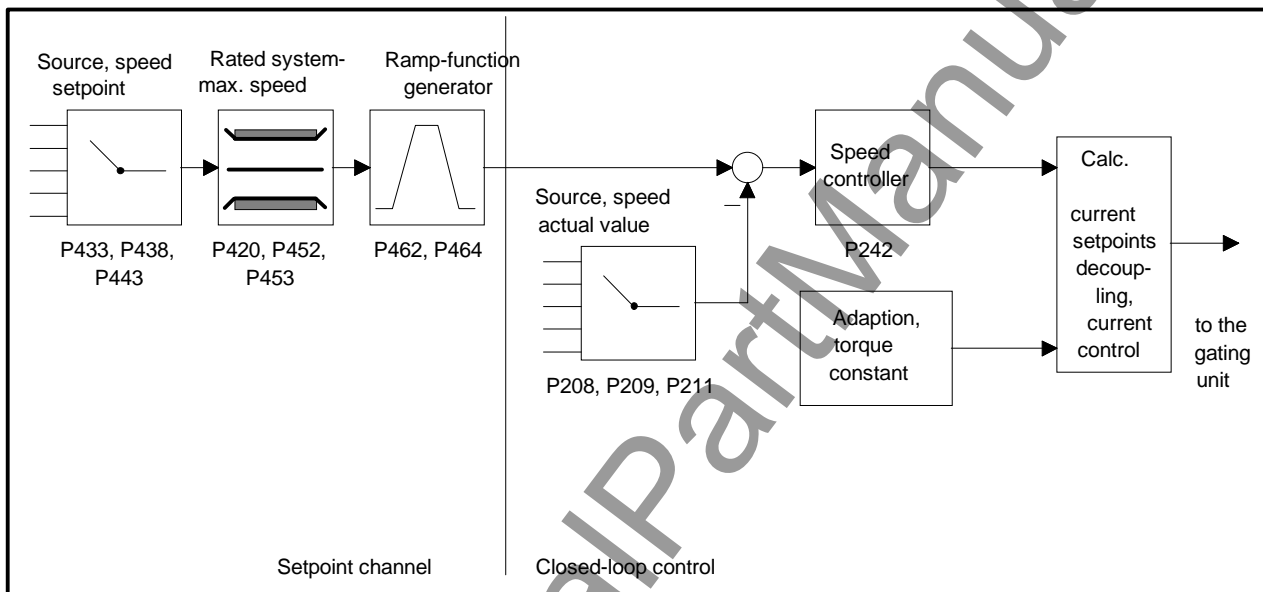 Source, speed
setpoint
Rated system-
max. speed
Ramp-function
generator
P433, P438,
P443
P420, P452,
P453
P462, P464
Source, speed
actual value
P208, P209, P211
Speed
controller
P242
Adaption,
torque
constant
Calc.
current
setpoints
decoup-
ling,
current
control
to the
gating
unit
Setpoint channel
Closed-loop control
alPartManua